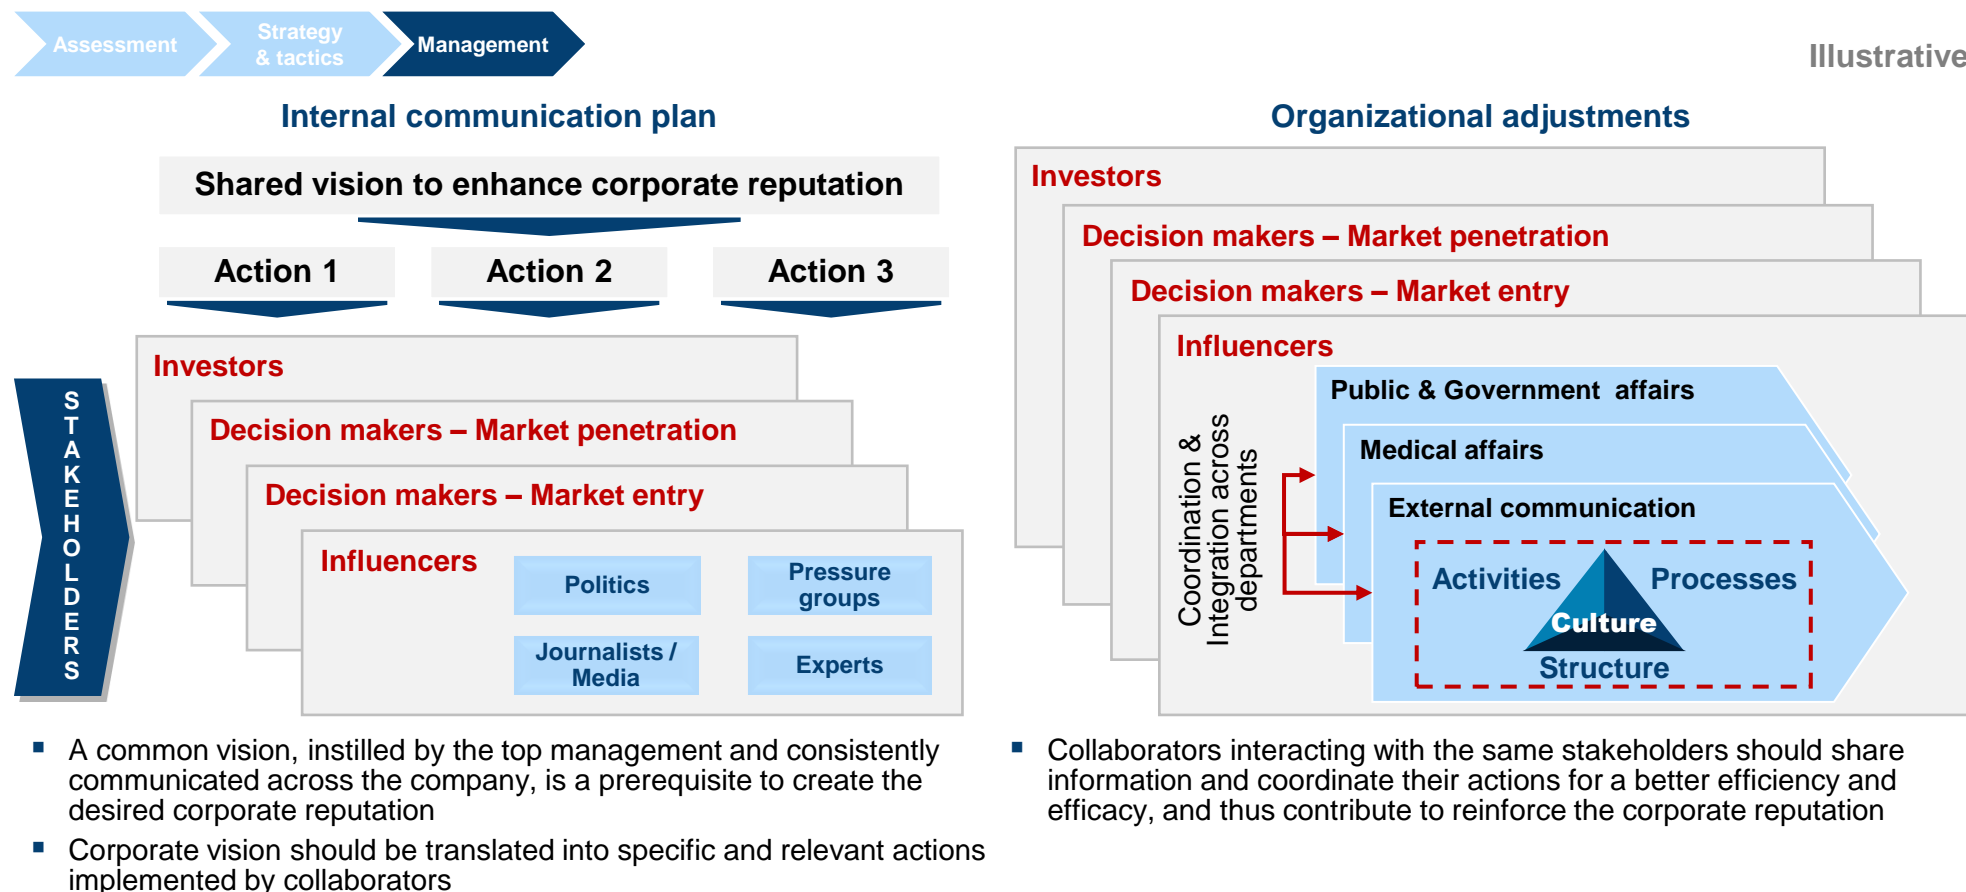 Assessment
Strategy
& tactics
Management
Illustrative
Internal communication plan
Shared vision to enhance corporate reputation
Action 1
Action 2
Action 3
STAKEHOLDERS
Investors
Decision makers – Market penetration
Decision makers – Market entry
Influencers
Politics
Pressure
groups
Journalists /
Media
Experts
▪ A common vision, instilled by the top management and consistently
communicated across the company, is a prerequisite to create the
desired corporate reputation
▪ Corporate vision should be translated into specific and relevant actions
implemented by collaborators
Organizational adjustments
Investors
Decision makers – Market penetration
Decision makers – Market entry
Influencers
Coordination &
Integration across
departments
Public & Government affairs
Medical affairs
External communication
Activities
Processes
Culture
Structure
▪ Collaborators interacting with the same stakeholders should share
information and coordinate their actions for a better efficiency and
efficacy, and thus contribute to reinforce the corporate reputation